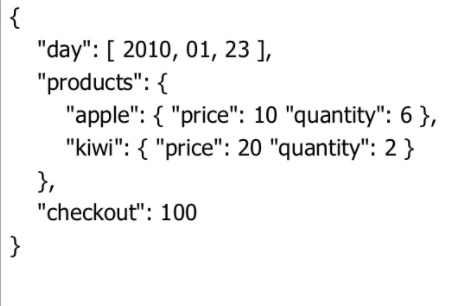 {
"day": [ 2010, 01, 23 ],
"products": {
"apple": { "price": 10 "quantity": 6 },
"kiwi": { "price": 20 "quantity": 2 }
},
"checkout": 100
}